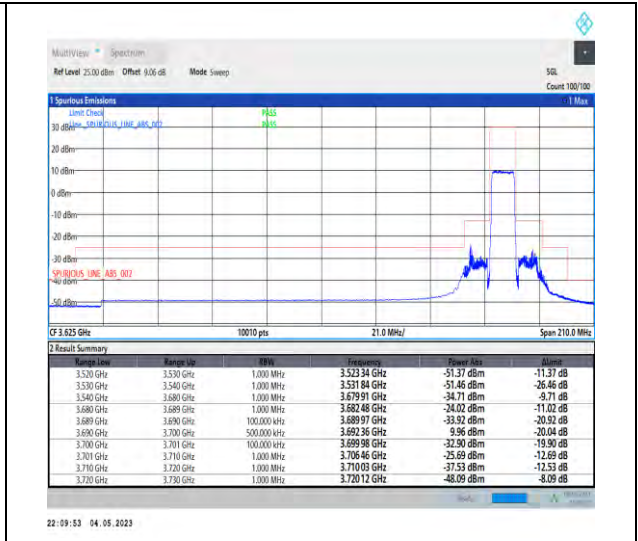 MultiView Spectrum
Ref Level 25.00 dBm Offset 9.06 dB Mode Sweep SGL
Count 100/100
1 Spurious Emissions 1 Max
Limit Check PASS
30 dBm Line_SPURIOUS_LINE_ABS_002 PASS
20 dBm
10 dBm
0 dBm
-10 dBm
-20 dBm
-30 dBm
SPURIOUS_LINE_ABS_002
-40 dBm
-50 dBm
CF 3.625 GHz 10010 pts 21.0 MHz/ Span 210.0 MHz
2 Result Summary
Range Low Range Up RBW Frequency Power Abs ΔLimit
3.520 GHz 3.530 GHz 1.000 MHz 3.523 34 GHz -51.37 dBm -11.37 dB
3.530 GHz 3.540 GHz 1.000 MHz 3.531 84 GHz -51.46 dBm -26.46 dB
3.540 GHz 3.680 GHz 1.000 MHz 3.679 91 GHz -34.71 dBm -9.71 dB
3.680 GHz 3.689 GHz 1.000 MHz 3.682 48 GHz -24.02 dBm -11.02 dB
3.689 GHz 3.690 GHz 100.000 kHz 3.689 97 GHz -33.92 dBm -20.92 dB
3.690 GHz 3.700 GHz 500.000 kHz 3.692 36 GHz 9.96 dBm -20.04 dB
3.700 GHz 3.701 GHz 100.000 kHz 3.699 98 GHz -32.90 dBm -19.90 dB
3.701 GHz 3.710 GHz 1.000 MHz 3.706 46 GHz -25.69 dBm -12.69 dB
3.710 GHz 3.720 GHz 1.000 MHz 3.710 03 GHz -37.53 dBm -12.53 dB
3.720 GHz 3.730 GHz 1.000 MHz 3.720 12 GHz -48.09 dBm -8.09 dB
22:09:53 04.05.2023